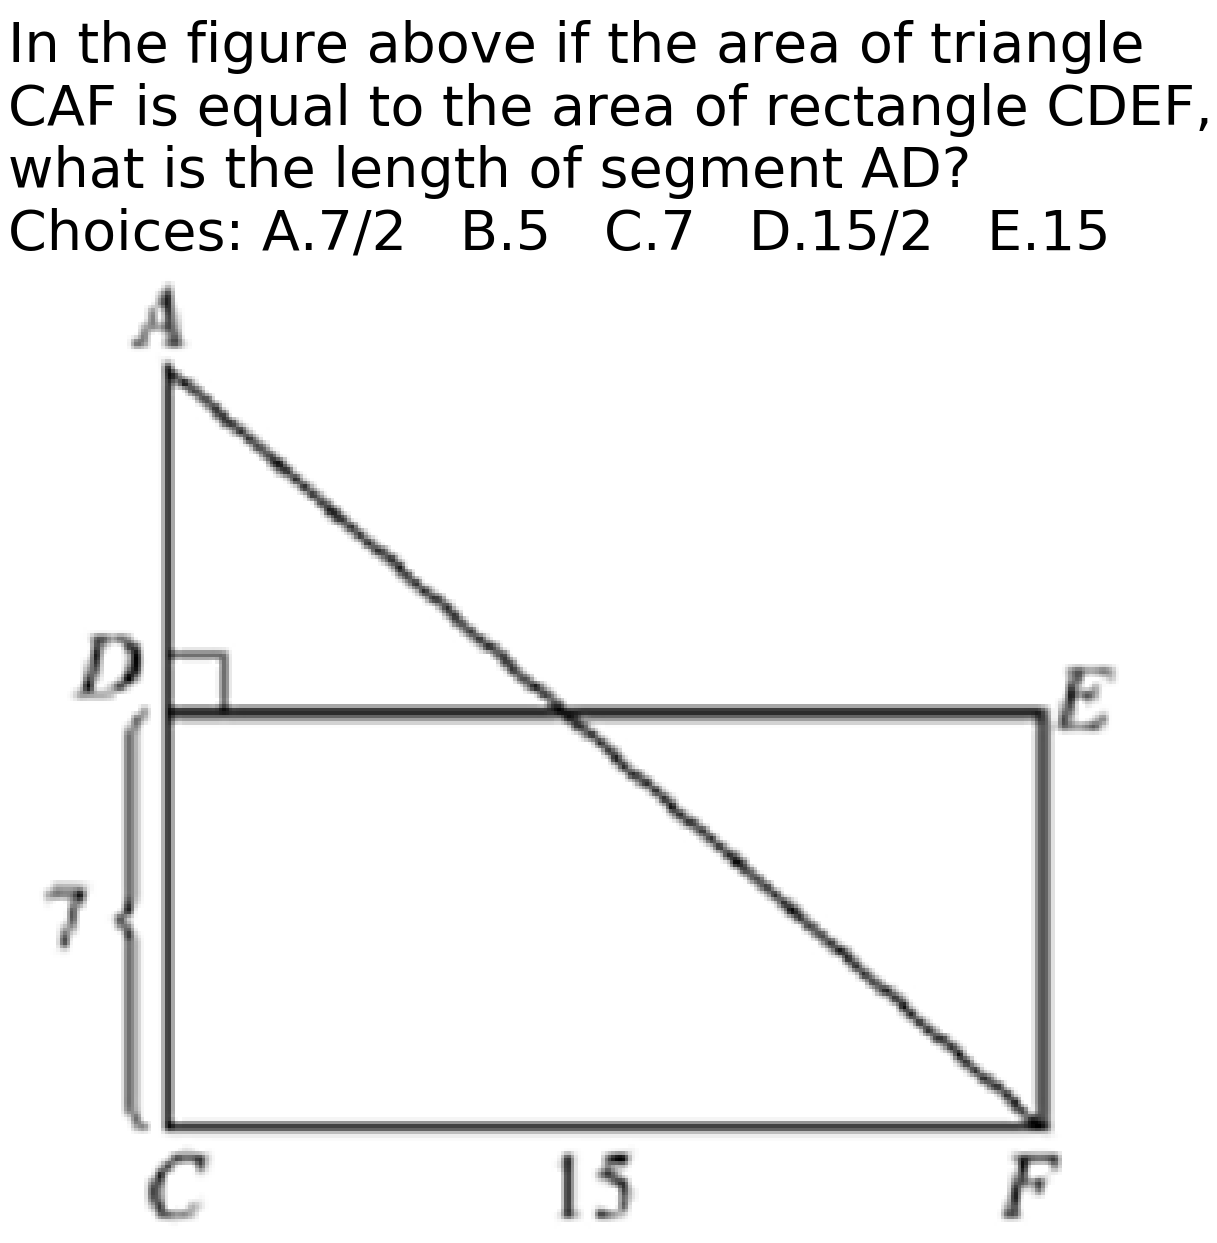 In the figure above if the area of triangle
CAF is equal to the area of rectangle CDEF,
what is the length of segment AD?
Choices: A.7/2 B.5 C.7 D.15/2 E.15
A
D
E
7
C 15 F